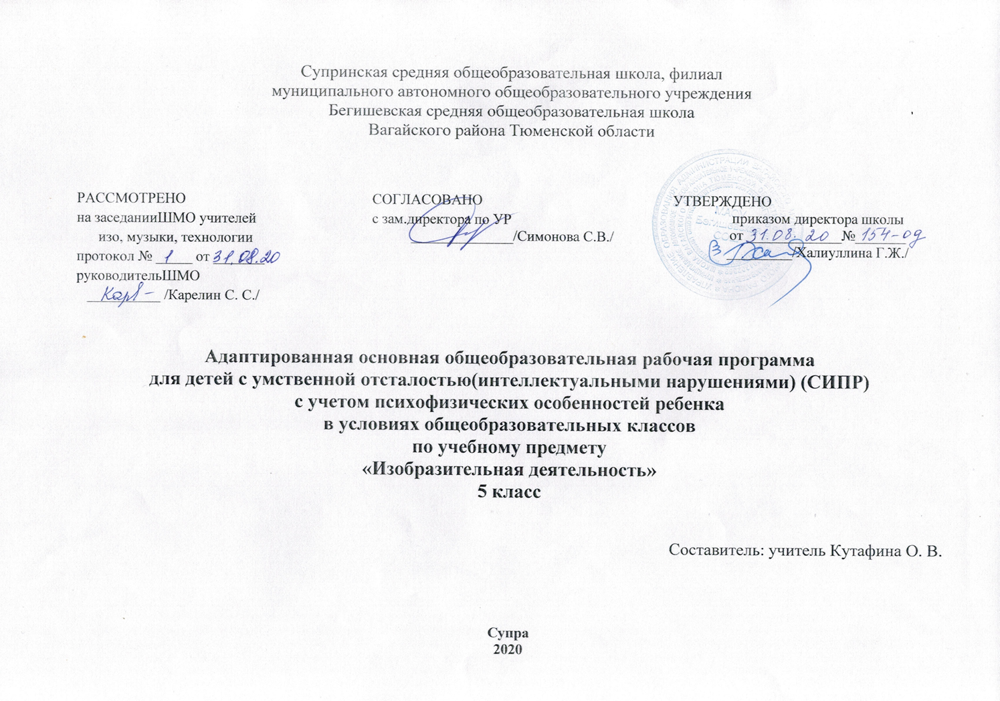 Супринская средняя общеобразовательная школа, филиал
муниципального автономного общеобразовательного учреждения
Бегишевская средняя общеобразовательная школа
Вагайского района Тюменской области
РАССМОТРЕНО
на заседанииШМО учителей
изо, музыки, технологии
протокол № 1 от 31.08.20
руководительШМО
/Карелин С. С./
СОГЛАСОВАНО
с зам.директора по УР
/Симонова С.В./
УТВЕРЖДЕНО
приказом директора школы
от 31.08. 20 № 154-од
/Халиуллина Г.Ж./
Адаптированная основная общеобразовательная рабочая программа
для детей с умственной отсталостью(интеллектуальными нарушениями) (СИПР)
с учетом психофизических особенностей ребенка
в условиях общеобразовательных классов
по учебному предмету
«Изобразительная деятельность»
5 класс
Составитель: учитель Кутафина О. В.
Супра
2020